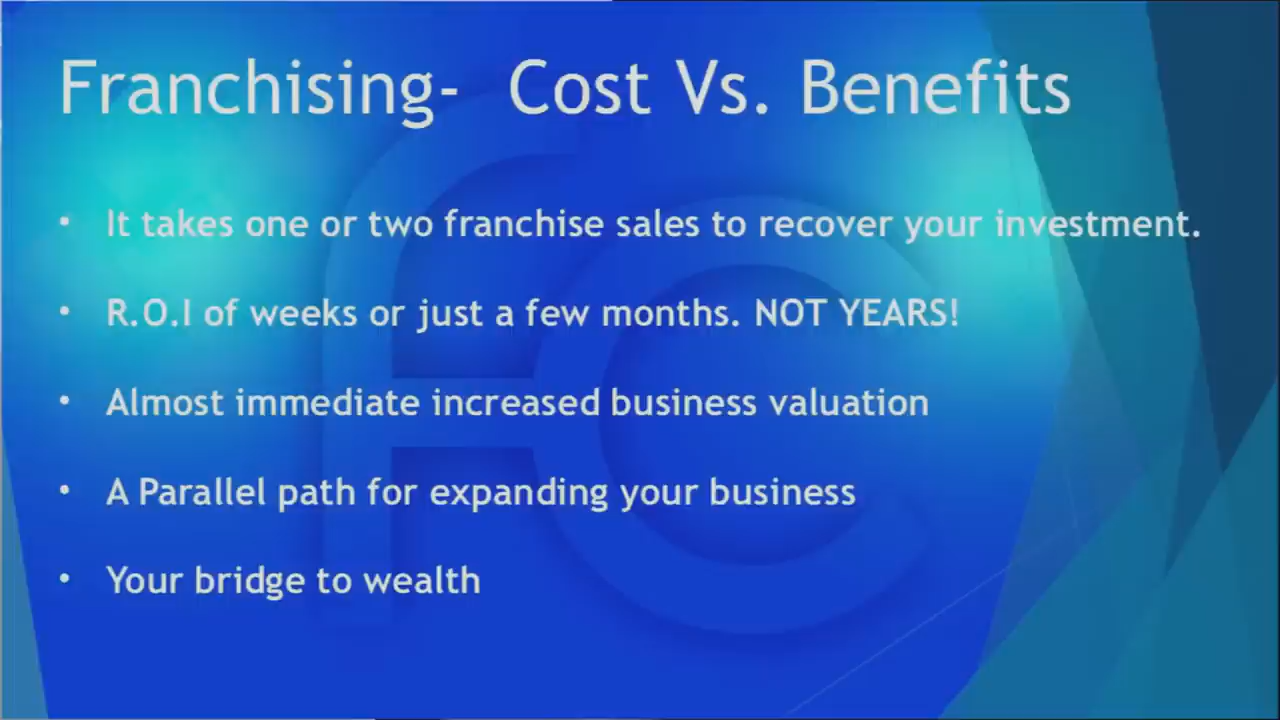 Franchising- Cost Vs. Benefits
• It takes one or two franchise sales to recover your investment.
• R.O.I of weeks or just a few months. NOT YEARS!
• Almost immediate increased business valuation
• A Parallel path for expanding your business
• Your bridge to wealth